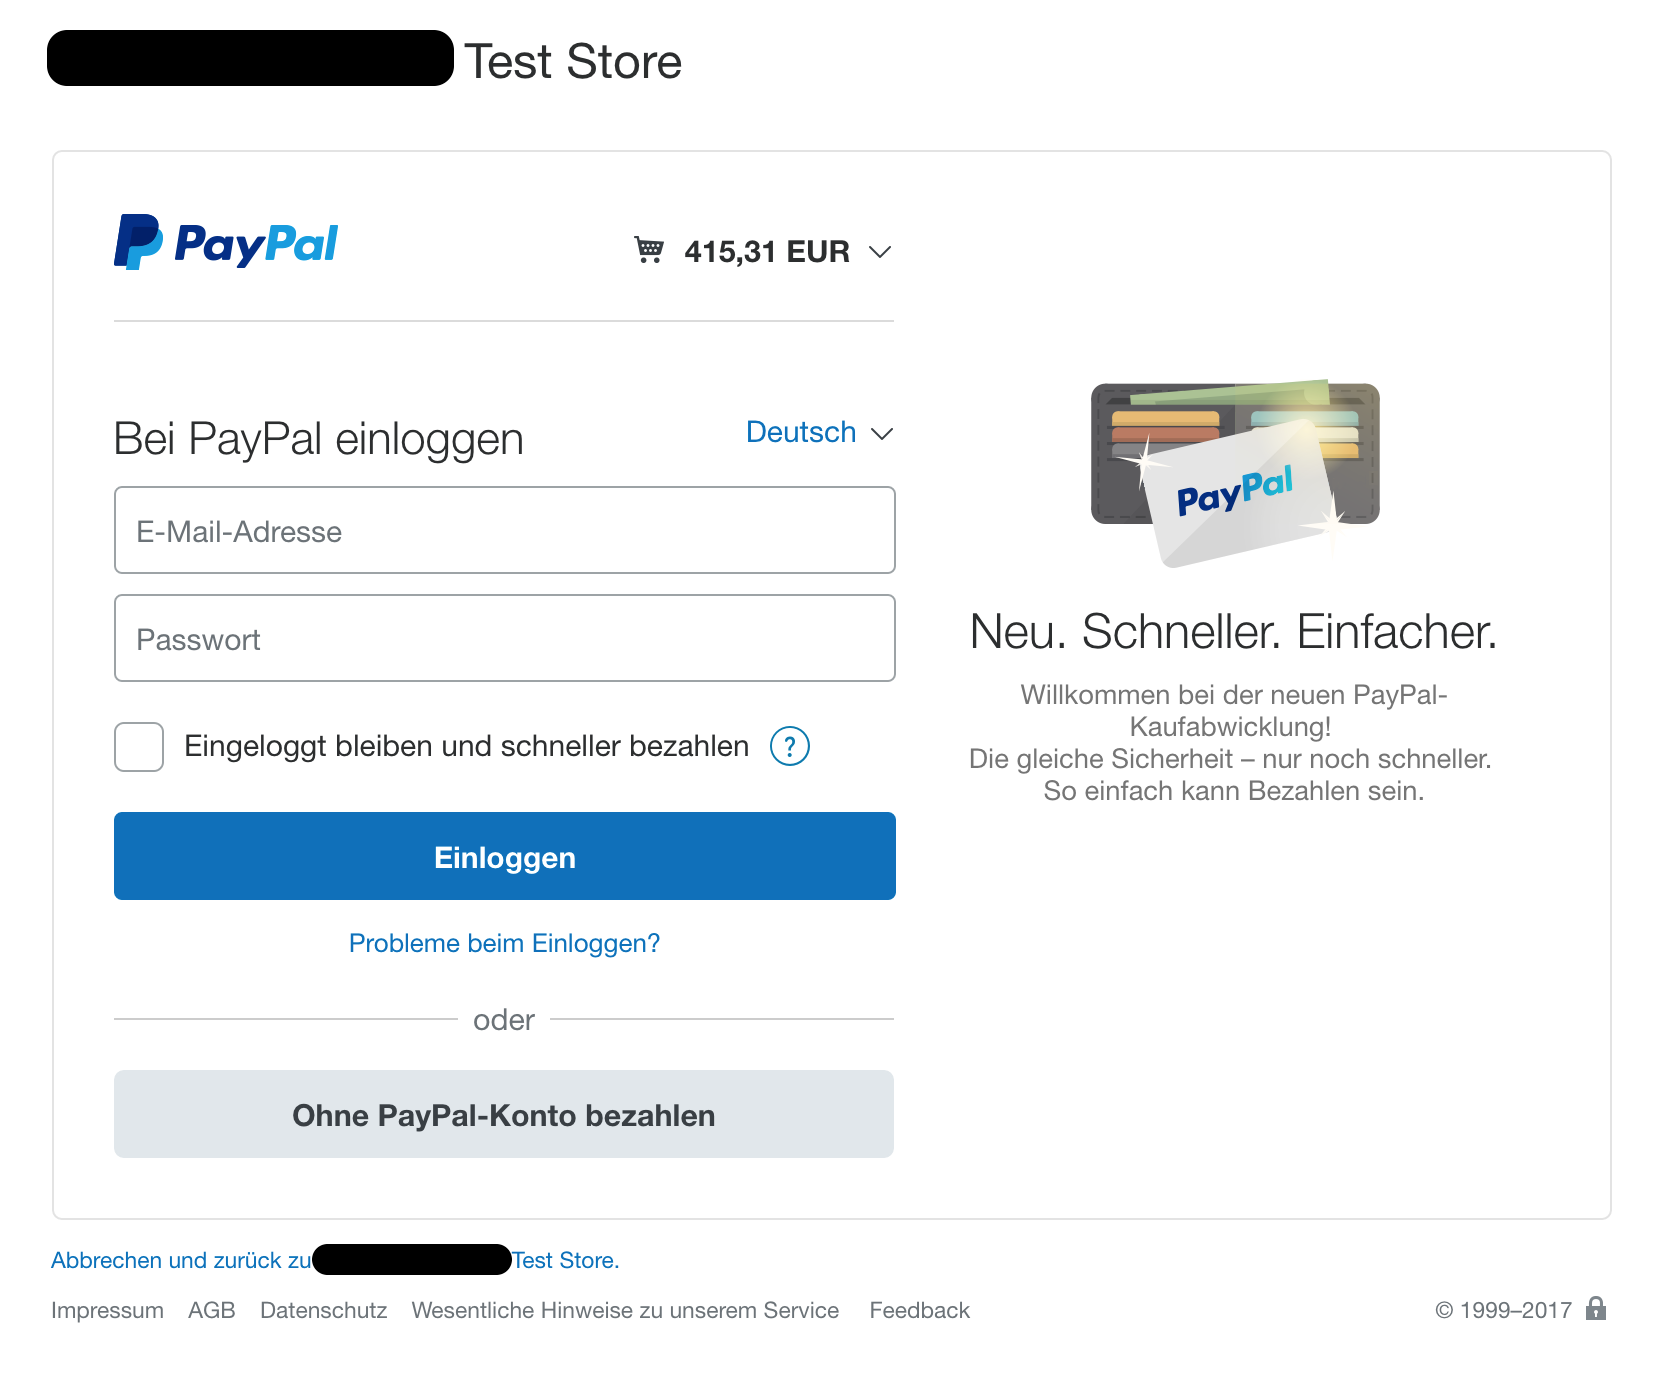 Test Store
PayPal
415,31 EUR
Bei PayPal einloggen
Deutsch
E-Mail-Adresse
Passwort
Eingeloggt bleiben und schneller bezahlen ?
Einloggen
Probleme beim Einloggen?
oder
Ohne PayPal-Konto bezahlen
PayPal
Neu. Schneller. Einfacher.
Willkommen bei der neuen PayPal-
Kaufabwicklung!
Die gleiche Sicherheit – nur noch schneller.
So einfach kann Bezahlen sein.
Abbrechen und zurück zu Test Store.
Impressum AGB Datenschutz Wesentliche Hinweise zu unserem Service Feedback
© 1999–2017